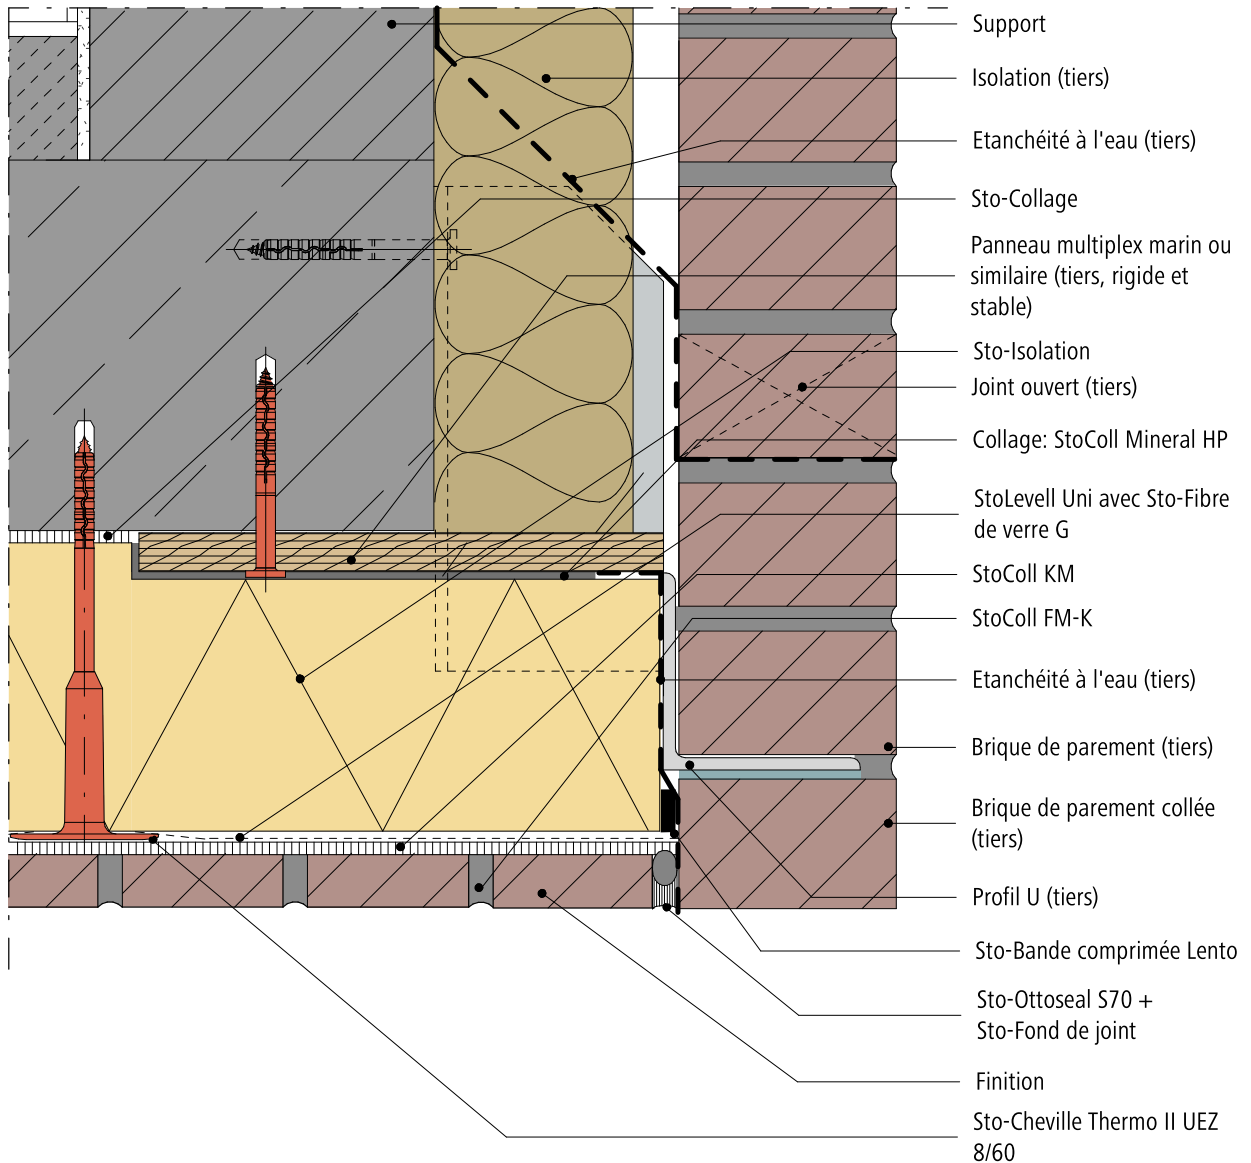 Support
Isolation (tiers)
Etanchéité à l'eau (tiers)
Sto-Collage
Panneau multiplex marin ou
similaire (tiers, rigide et
stable)
Sto-Isolation
Joint ouvert (tiers)
Collage: StoColl Mineral HP
StoLevell Uni avec Sto-Fibre
de verre G
StoColl KM
StoColl FM-K
Etanchéité à l'eau (tiers)
Brique de parement (tiers)
Brique de parement collée
(tiers)
Profil U (tiers)
Sto-Bande comprimée Lento
Sto-Ottoseal S70 +
Sto-Fond de joint
Finition
Sto-Cheville Thermo II UEZ
8/60